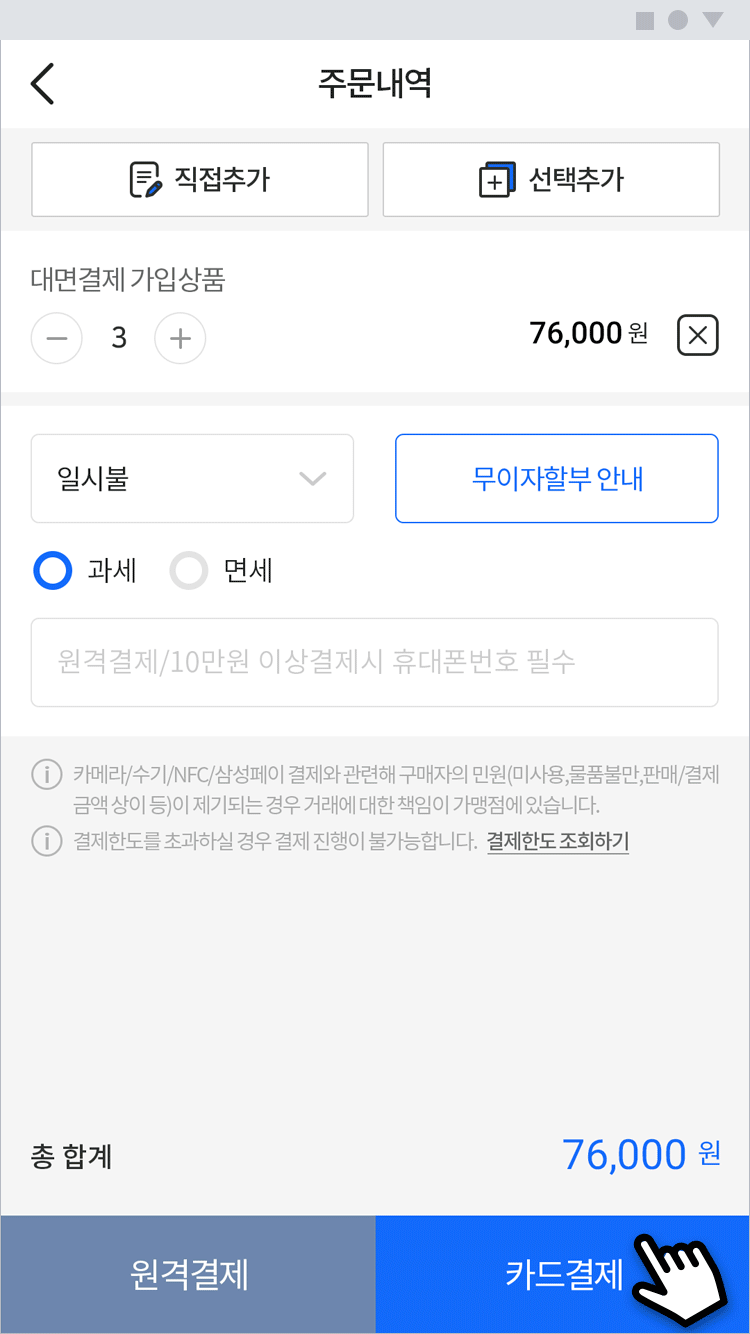 주문내역
직접추가
선택추가
대면결제 가입상품
3
76,000 원
일시불
무이자할부 안내
과세
면세
원격결제/10만원 이상결제시 휴대폰번호 필수
카메라/수기/NFC/삼성페이 결제와 관련해 구매자의 민원(미사용,물품불만,판매/결제
금액 상이 등)이 제기되는 경우 거래에 대한 책임이 가맹점에 있습니다.
결제한도를 초과하실 경우 결제 진행이 불가능합니다. 결제한도 조회하기
총 합계
76,000 원
원격결제
카드결제